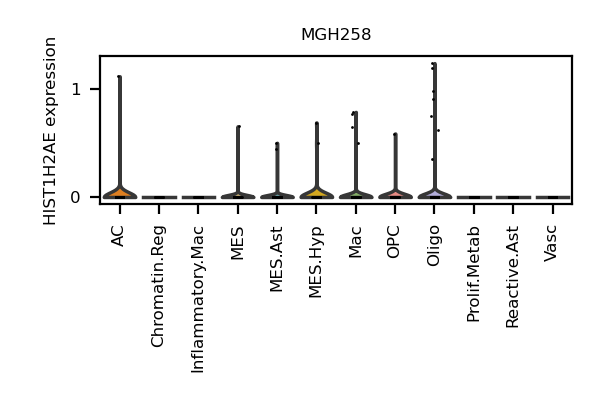 MGH258
HIST1H2AE expression
1
0
AC
Chromatin.Reg
Inflammatory.Mac
MES
MES.Ast
MES.Hyp
Mac
OPC
Oligo
Prolif.Metab
Reactive.Ast
Vasc